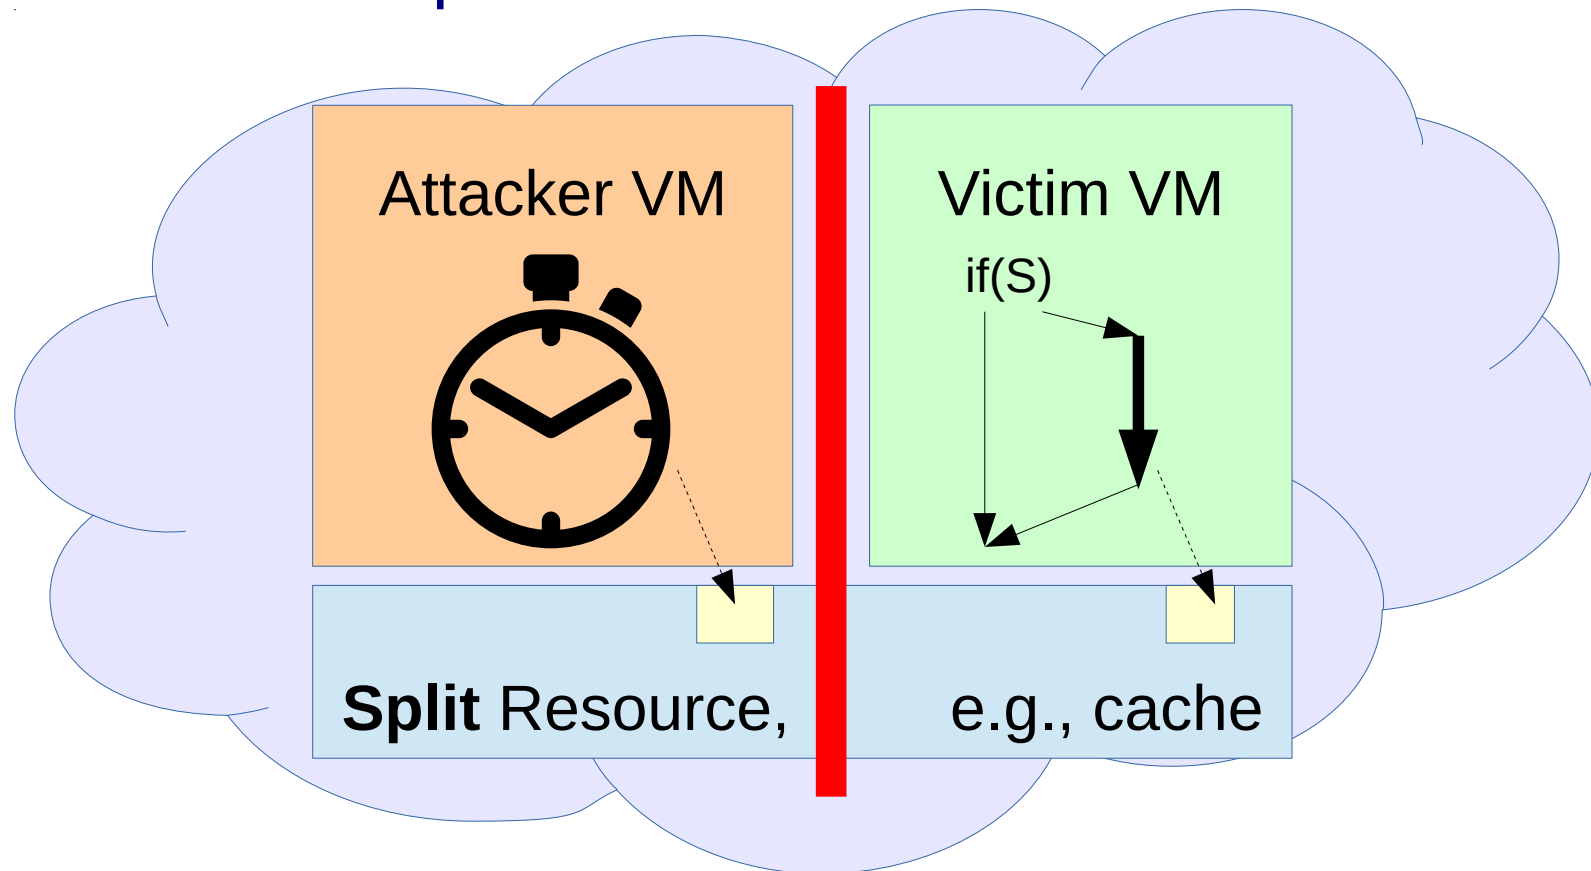 Attacker VM
Victim VM
if(S)
Split Resource, e.g., cache